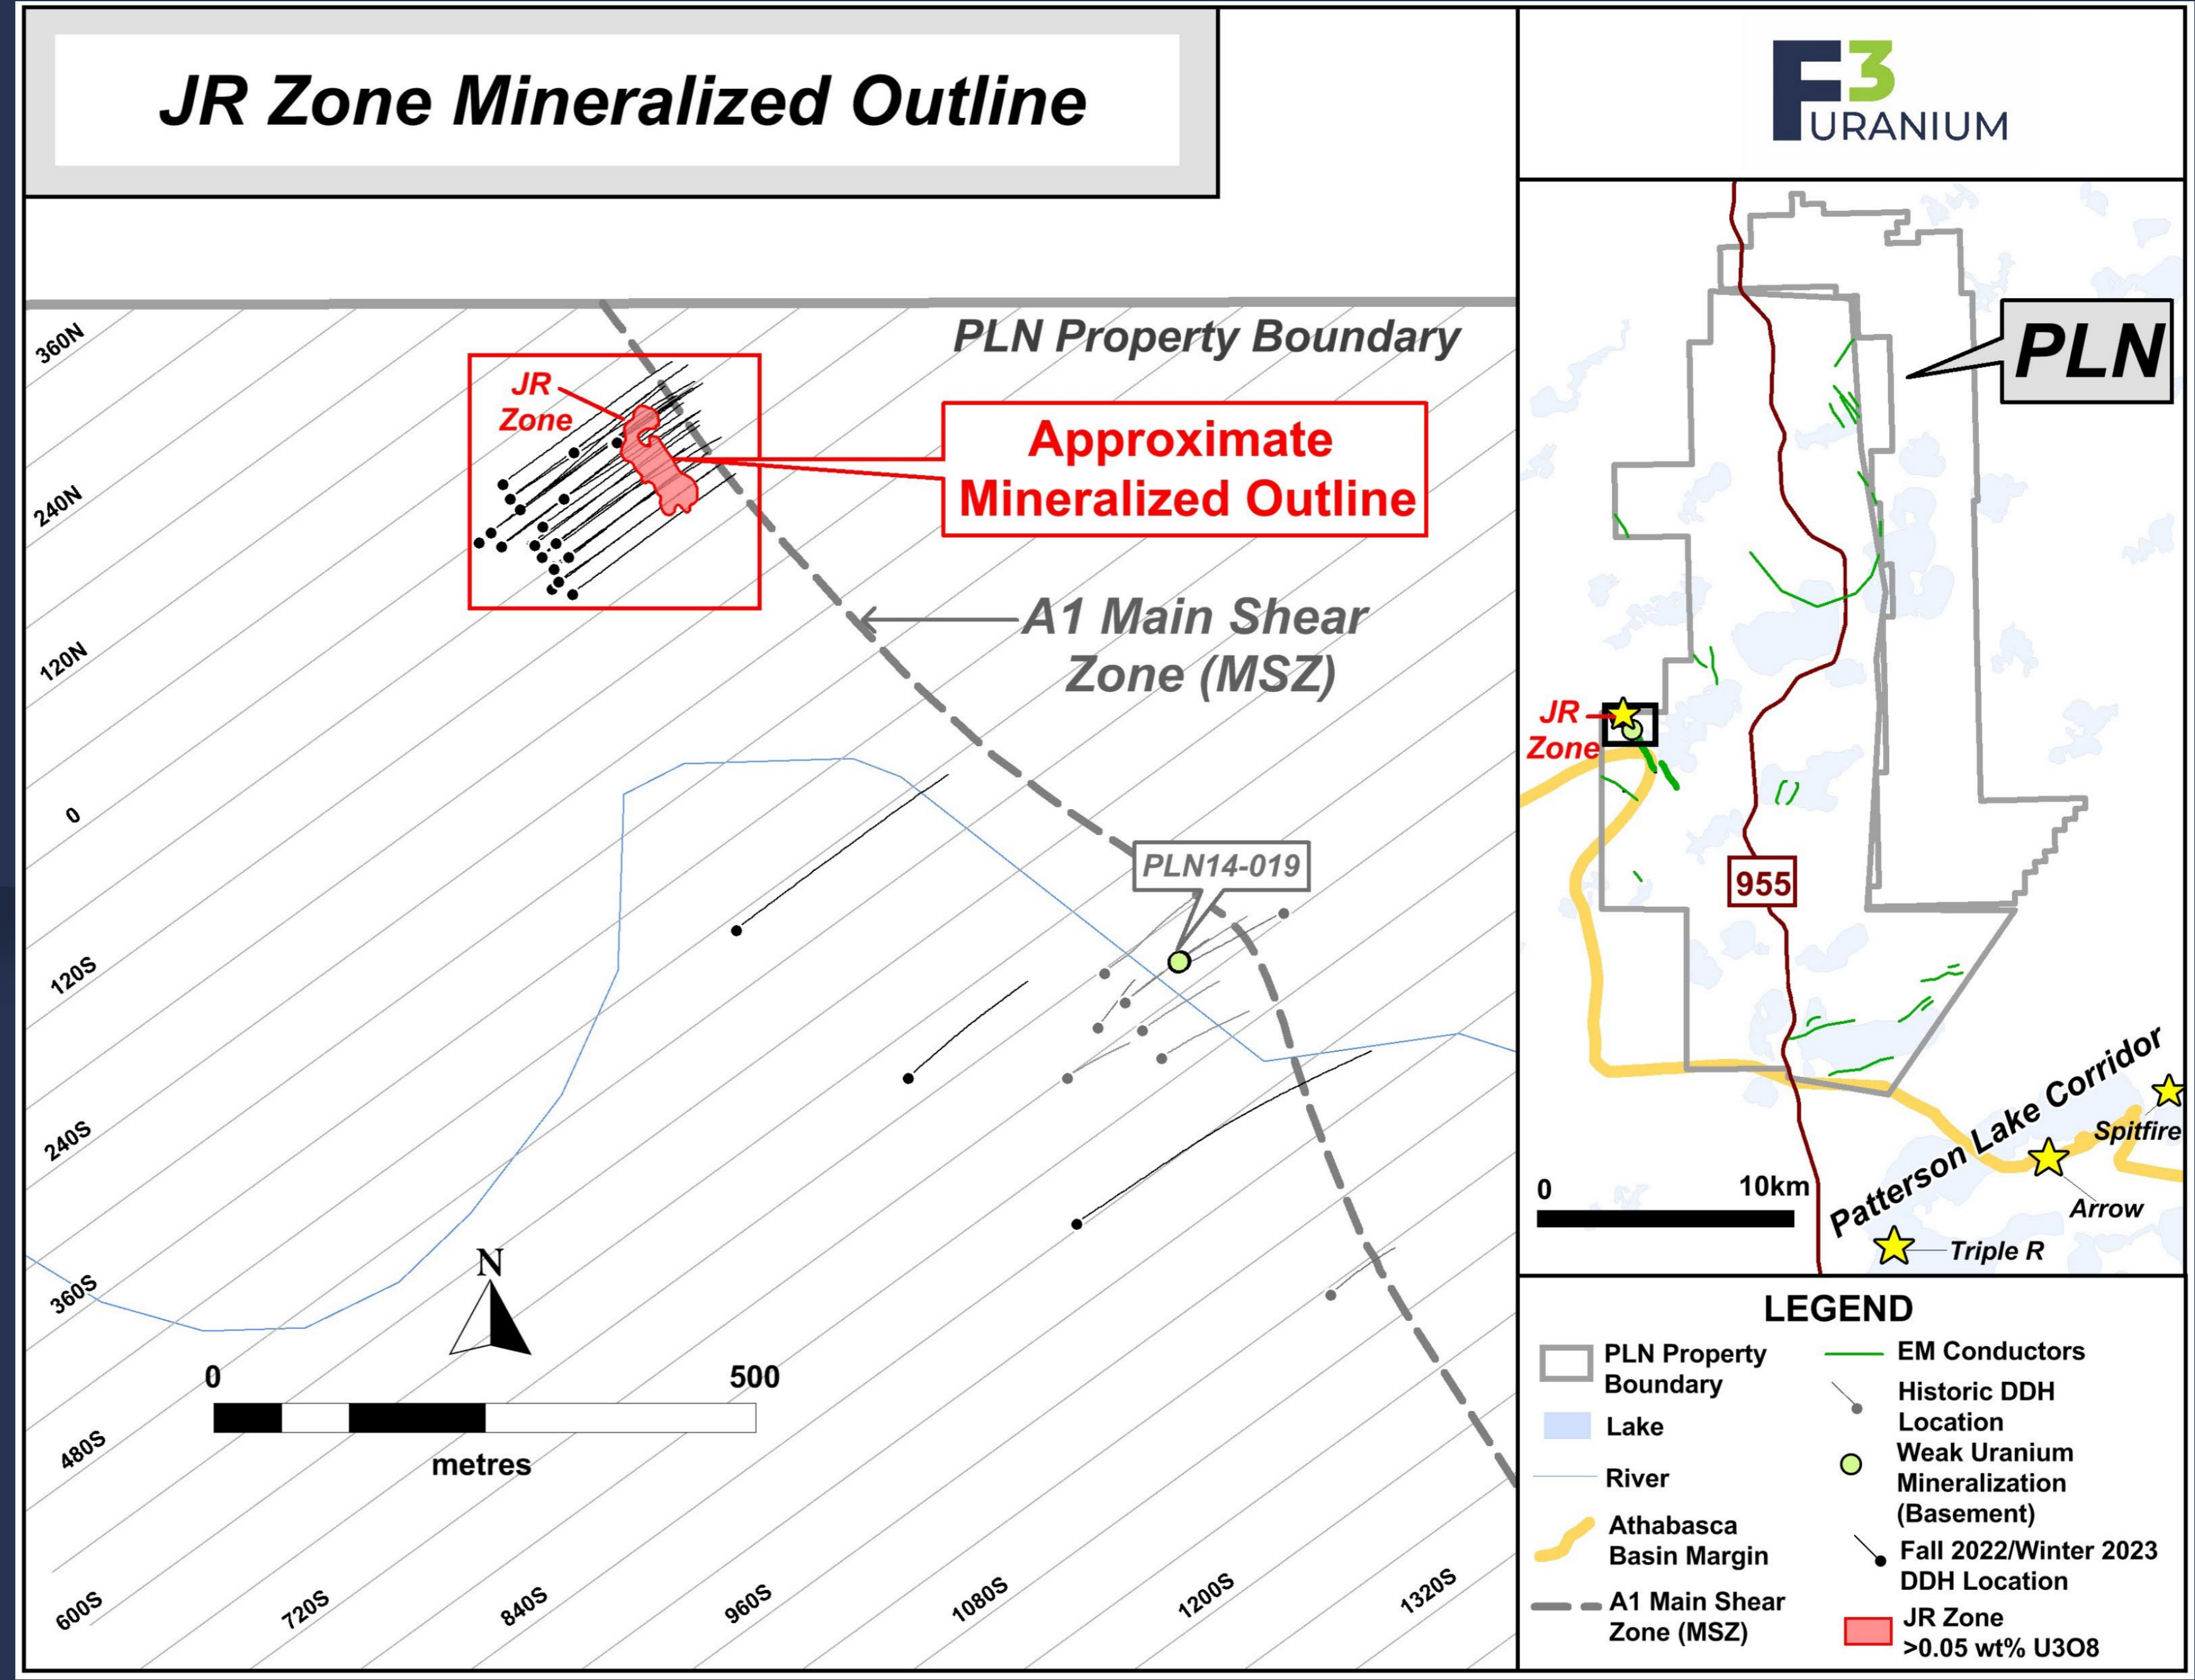 JR Zone Mineralized Outline
F3
URANIUM
PLN Property Boundary
JR
Zone
Approximate
Mineralized Outline
A1 Main Shear
Zone (MSZ)
PLN14-019
360N
240N
120N
0
120S
240S
360S
480S
600S
720S
840S
960S
1080S
1200S
1320S
N
0
500
metres
PLN
JR
Zone
955
0
10km
Patterson Lake Corridor
Spitfire
Arrow
Triple R
LEGEND
PLN Property
Boundary
Lake
River
Athabasca
Basin Margin
A1 Main Shear
Zone (MSZ)
EM Conductors
Historic DDH
Location
Weak Uranium
Mineralization
(Basement)
Fall 2022/Winter 2023
DDH Location
JR Zone
>0.05 wt% U3O8